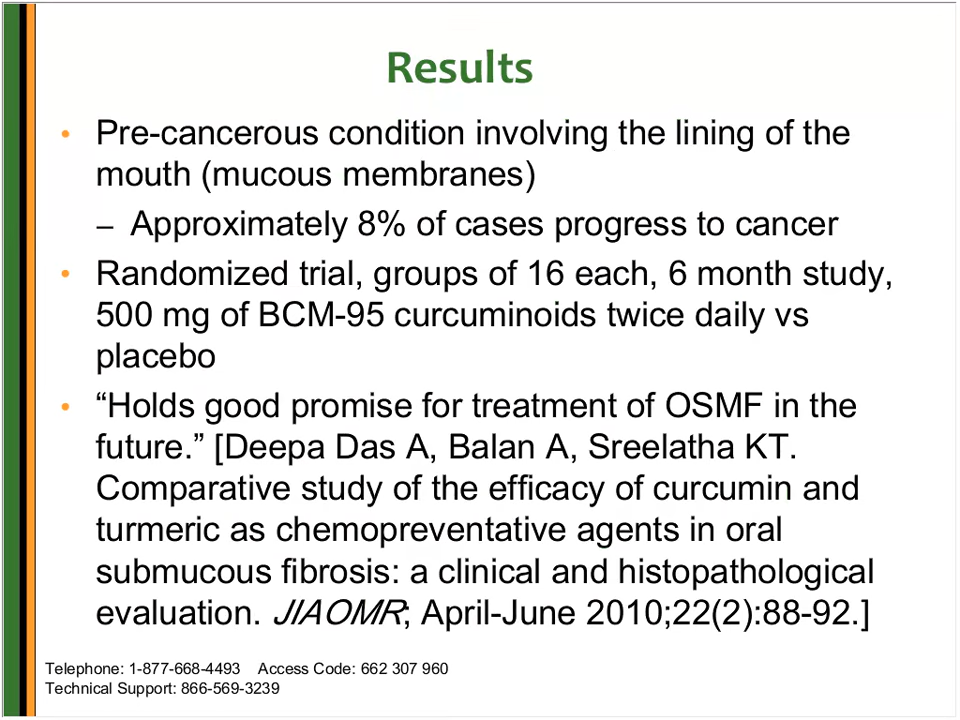 Results
• Pre-cancerous condition involving the lining of the
mouth (mucous membranes)
– Approximately 8% of cases progress to cancer
• Randomized trial, groups of 16 each, 6 month study,
500 mg of BCM-95 curcuminoids twice daily vs
placebo
• “Holds good promise for treatment of OSMF in the
future.” [Deepa Das A, Balan A, Sreelatha KT.
Comparative study of the efficacy of curcumin and
turmeric as chemopreventative agents in oral
submucous fibrosis: a clinical and histopathological
evaluation. JIAOMR; April-June 2010;22(2):88-92.]
Telephone: 1-877-668-4493 Access Code: 662 307 960
Technical Support: 866-569-3239